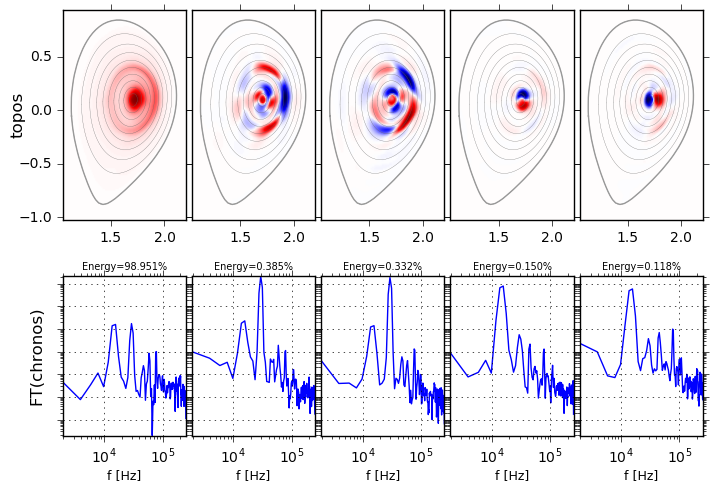 topos
0.5
0.0
−0.5
−1.0
1.5 2.0 1.5 2.0 1.5 2.0 1.5 2.0 1.5 2.0
Energy=98.951% Energy=0.385% Energy=0.332% Energy=0.150% Energy=0.118%
FT(chronos)
10⁴ 10⁵ 10⁴ 10⁵ 10⁴ 10⁵ 10⁴ 10⁵ 10⁴ 10⁵
f [Hz] f [Hz] f [Hz] f [Hz] f [Hz]